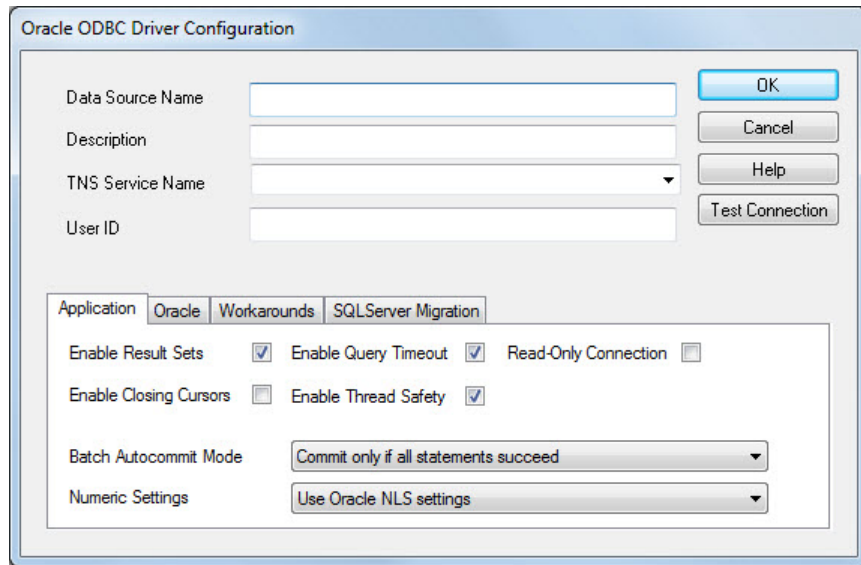 Oracle ODBC Driver Configuration
Data Source Name
OK
Description
Cancel
TNS Service Name
Help
User ID
Test Connection
Application Oracle Workarounds SQLServer Migration
Enable Result Sets Enable Query Timeout Read-Only Connection
Enable Closing Cursors Enable Thread Safety
Batch Autocommit Mode Commit only if all statements succeed
Numeric Settings Use Oracle NLS settings